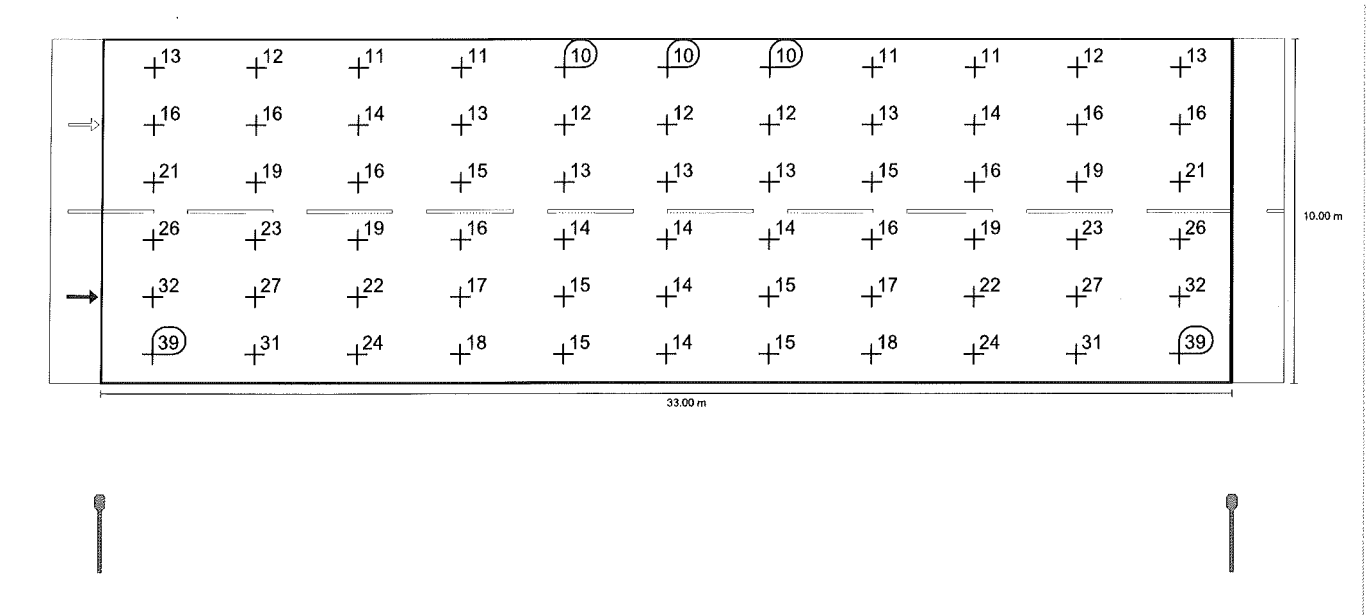 13 12 11 11 10 10 10 11 11 12 13
16 16 14 13 12 12 12 13 14 16 16
21 19 16 15 13 13 13 15 16 19 21
10.00 m
26 23 19 16 14 14 14 16 19 23 26
32 27 22 17 15 14 15 17 22 27 32
39 31 24 18 15 14 15 18 24 31 39
33.00 m